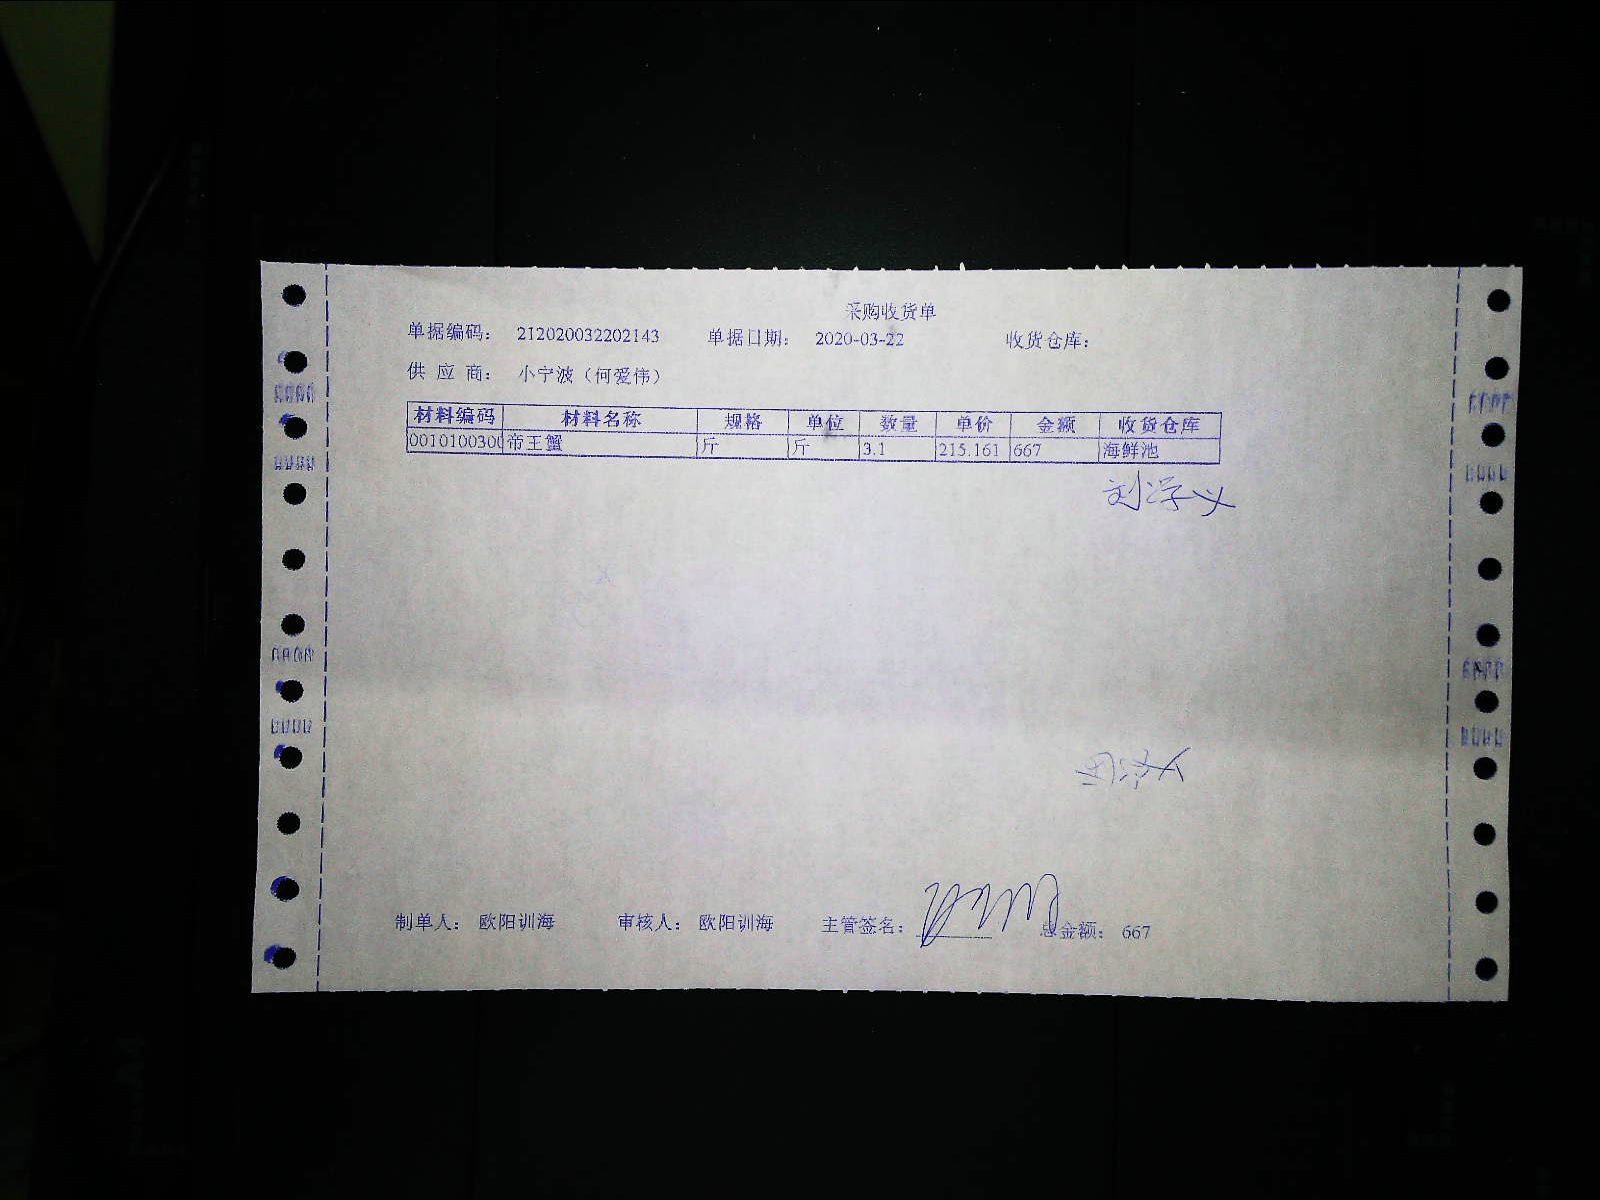 采购收货单
单据编码： 212020032202143 单据日期： 2020-03-22 收货仓库：
供 应 商： 小宁波（何爱伟）
材料编码 材料名称 规格 单位 数量 单价 金额 收货仓库
0010100300 帝王蟹 斤 斤 3.1 215.161 667 海鲜池
刘学义
制单人： 欧阳训海 审核人： 欧阳训海 主管签名： 总金额： 667